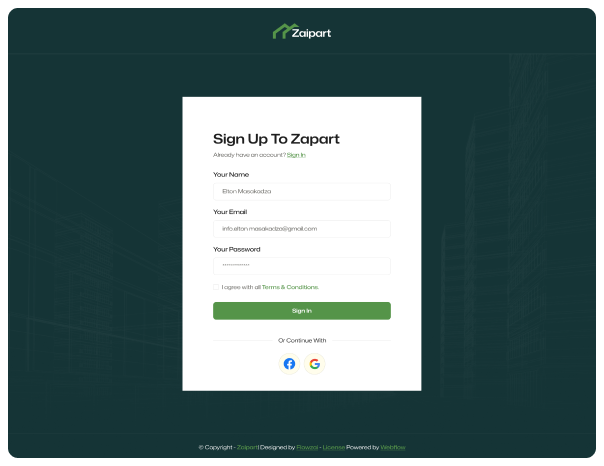 Zaipart
Sign Up To Zapart
Already have an account? Sign In
Your Name
Elton Masakadza
Your Email
info.elton masakadza@gmail.com
Your Password
*************
I agree with all Terms & Conditions.
Sign In
Or Continue With
© Copyright - Zaipart| Designed by Flowzai - License Powered by Webflow